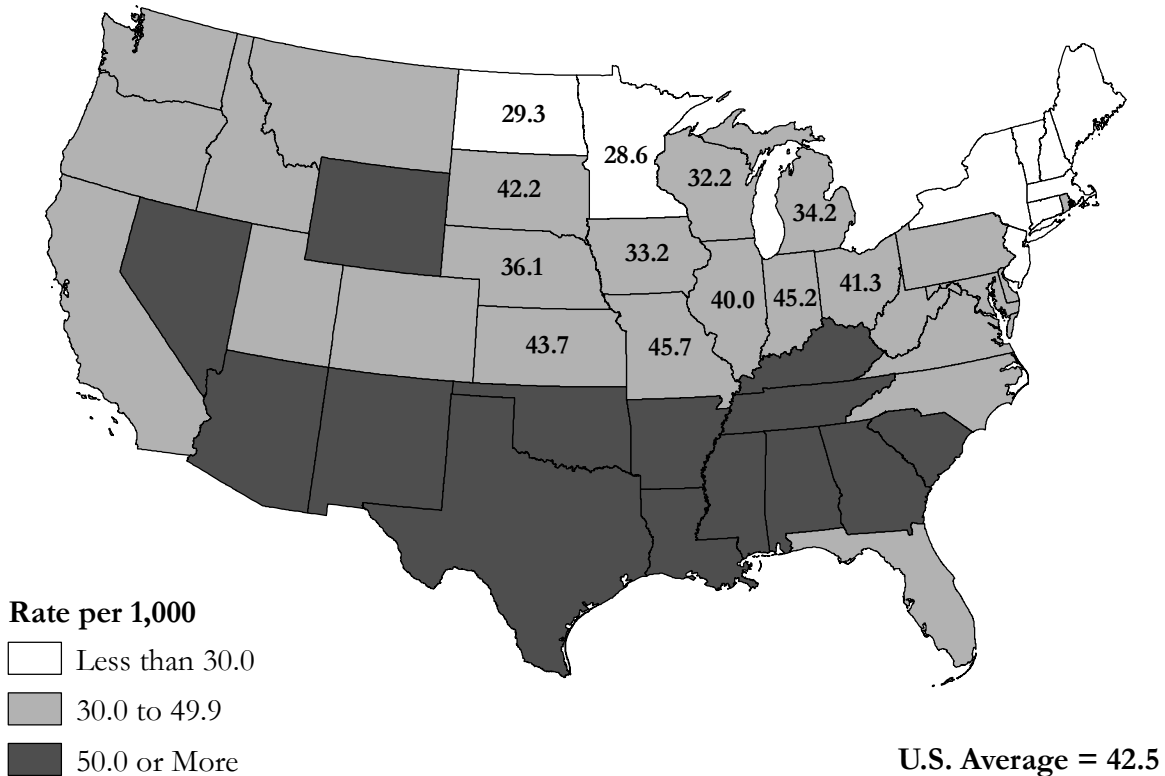 29.3
28.6
42.2
32.2
34.2
36.1
33.2
40.0
45.2
41.3
43.7
45.7
Rate per 1,000
Less than 30.0
30.0 to 49.9
50.0 or More
U.S. Average = 42.5